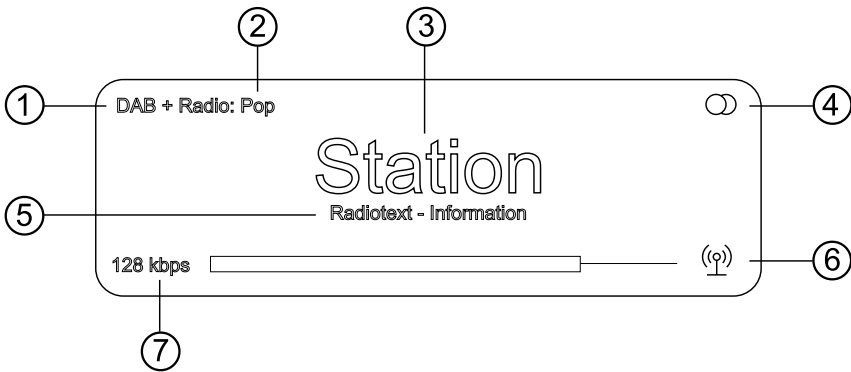 2 3
1 DAB + Radio: Pop 4
Station
5 Radiotext - Information
128 kbps 6
7